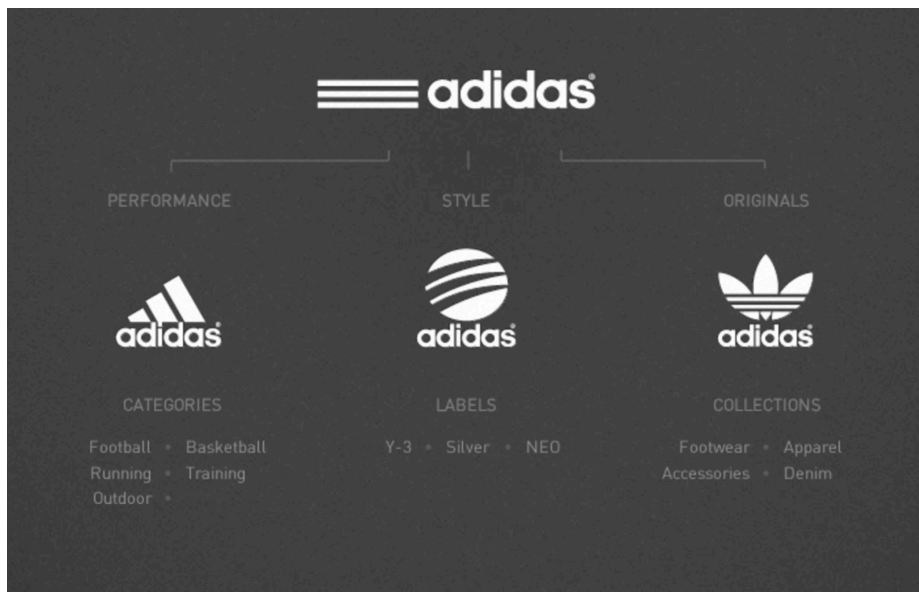 adidas®
PERFORMANCE STYLE ORIGINALS
adidas® adidas® adidas®
CATEGORIES LABELS COLLECTIONS
Football • Basketball Y-3 • Silver • NEO Footwear • Apparel
Running • Training Accessories • Denim
Outdoor •